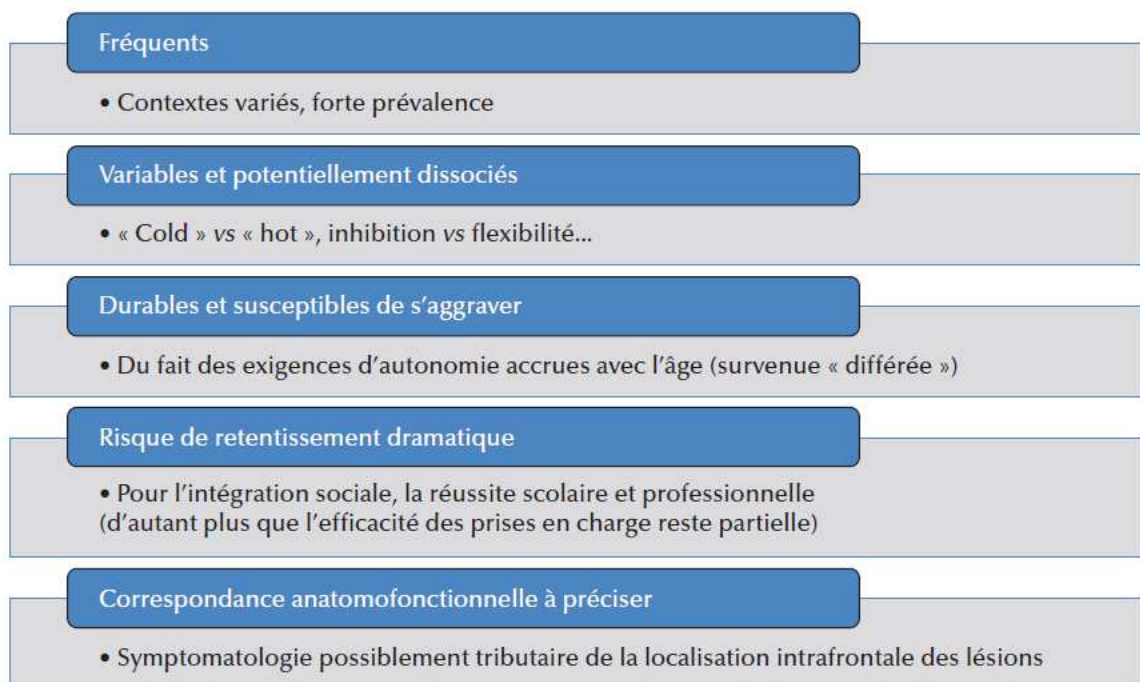 Fréquents
• Contextes variés, forte prévalence
Variables et potentiellement dissociés
• « Cold » vs « hot », inhibition vs flexibilité...
Durables et susceptibles de s’aggraver
• Du fait des exigences d’autonomie accrues avec l’âge (survenue « différée »)
Risque de retentissement dramatique
• Pour l’intégration sociale, la réussite scolaire et professionnelle
(d’autant plus que l’efficacité des prises en charge reste partielle)
Correspondance anatomofonctionnelle à préciser
• Symptomatologie possiblement tributaire de la localisation intrafrontale des lésions